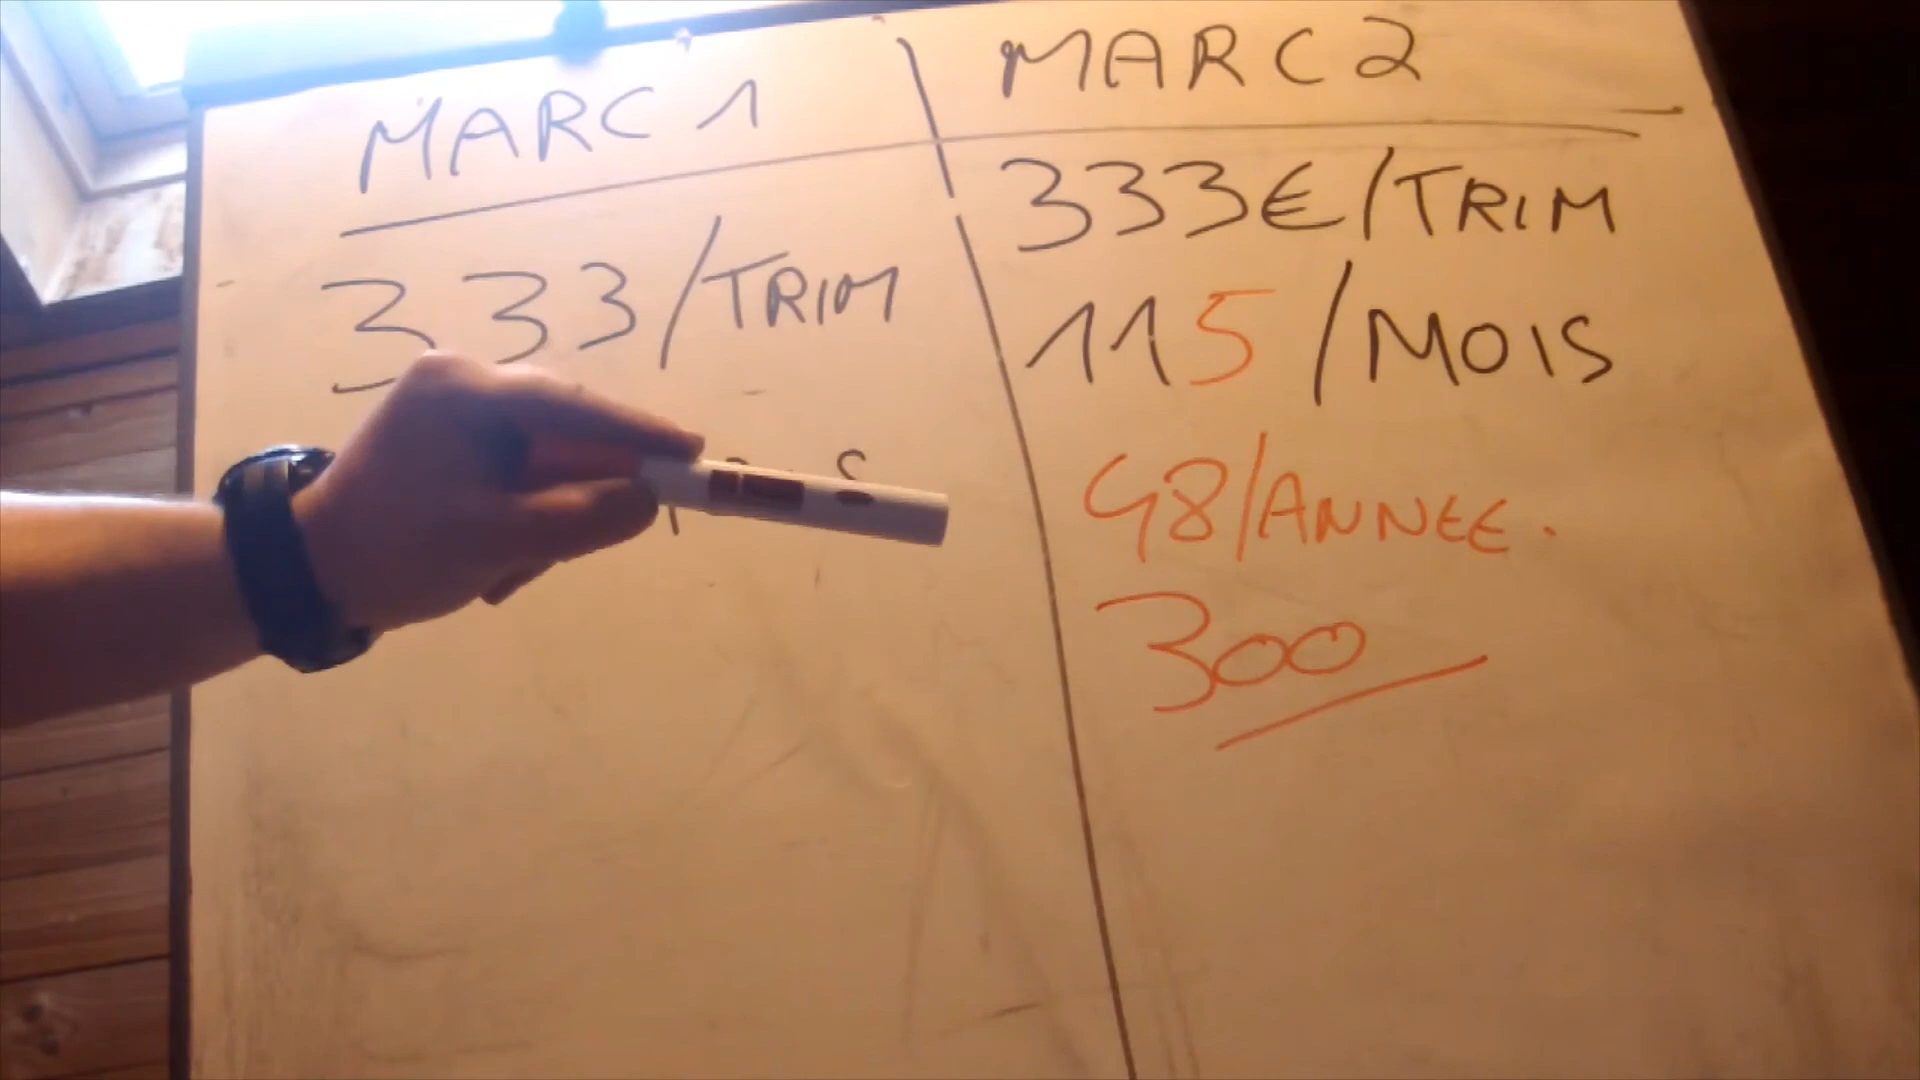 MARC 1
333/TRIM
MARC 2
333€/TRIM
115/MOIS
48/ANNEE.
300